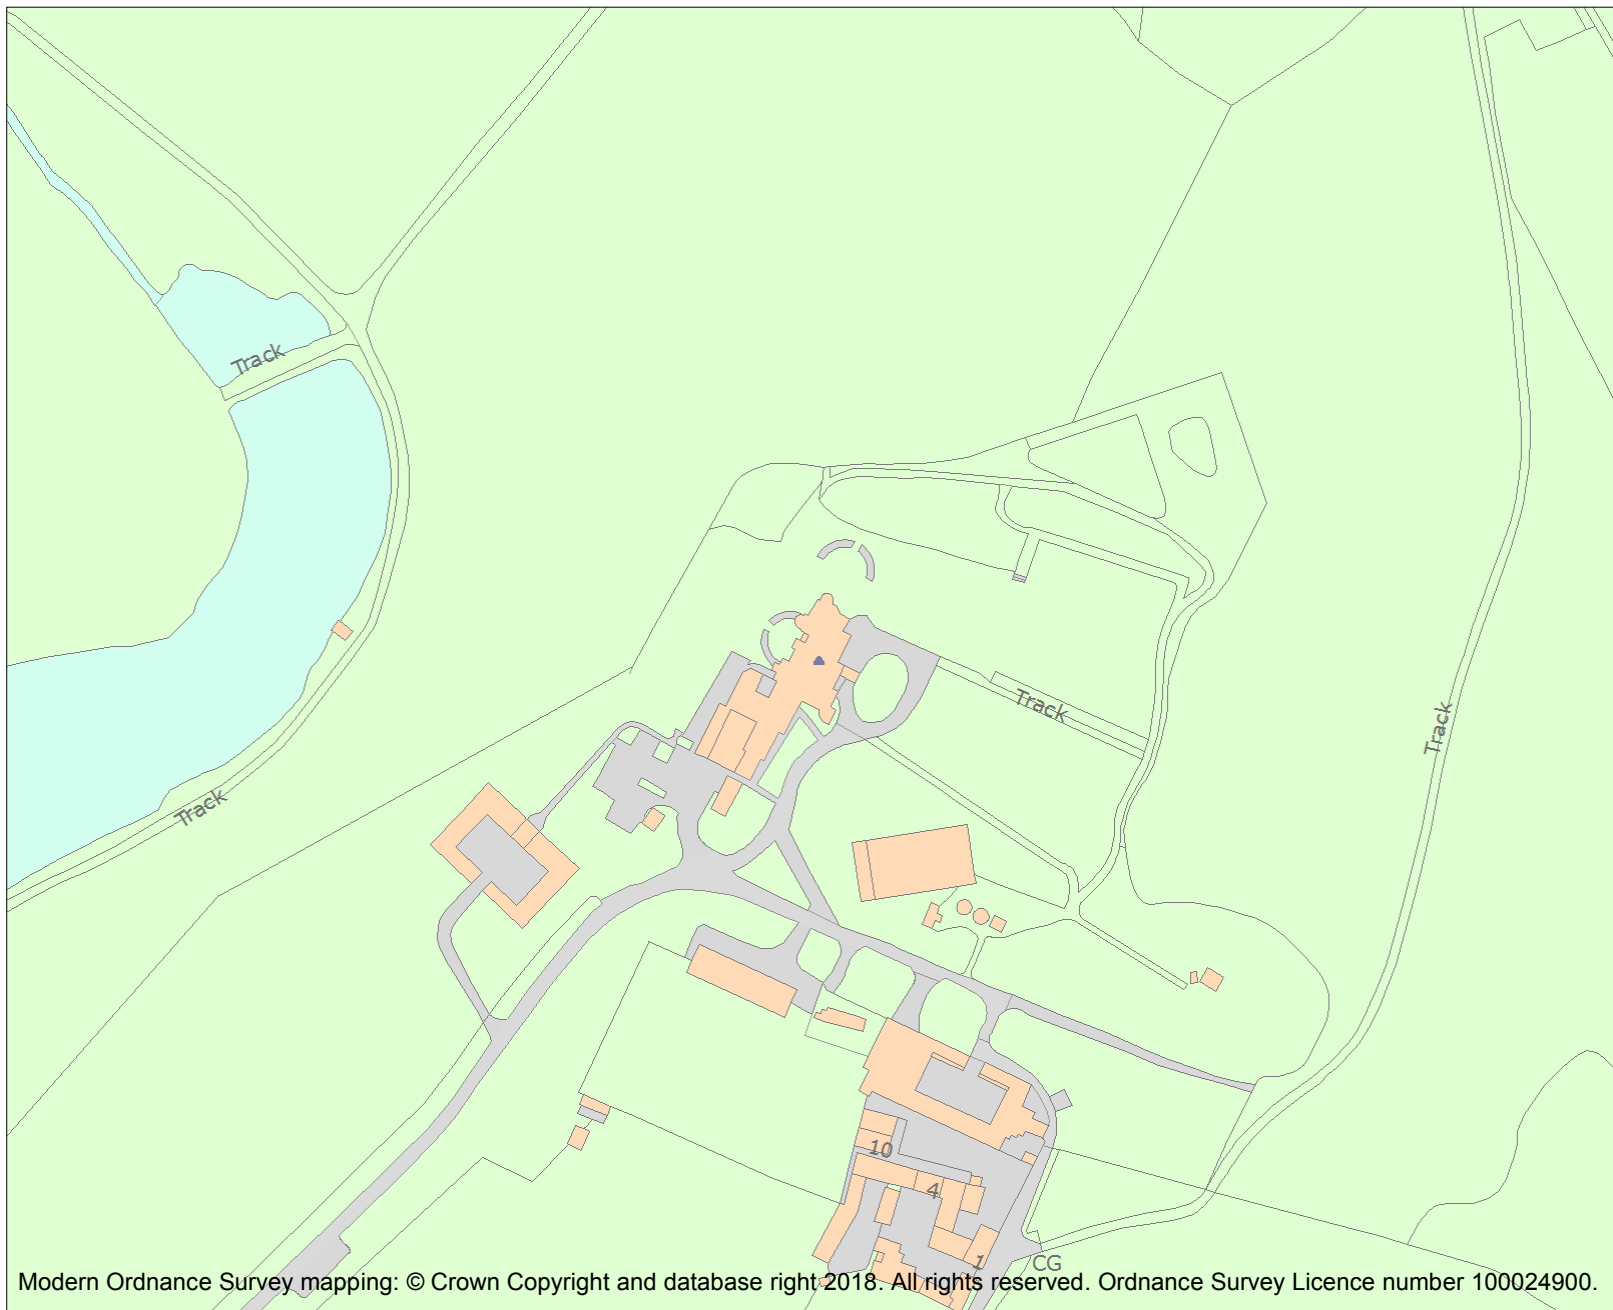 Track
Track
Track
Track
10
4
1
CG
Modern Ordnance Survey mapping: © Crown Copyright and database right 2018. All rights reserved. Ordnance Survey Licence number 100024900.